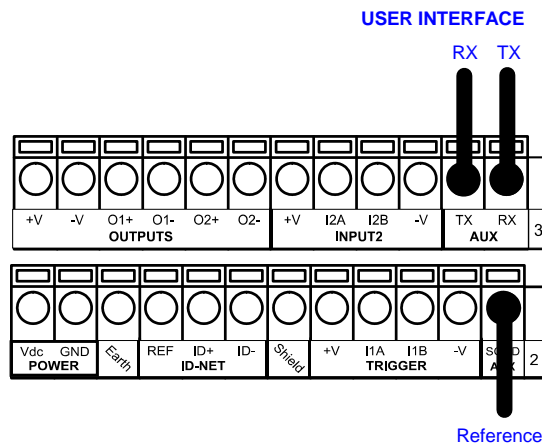 USER INTERFACE
RX TX
+V -V O1+ O1- O2+ O2- +V I2A I2B -V TX RX
OUTPUTS INPUT2 AUX 3
Vdc GND Earth REF ID+ ID- Shield +V I1A I1B -V
POWER ID-NET TRIGGER 2
Reference